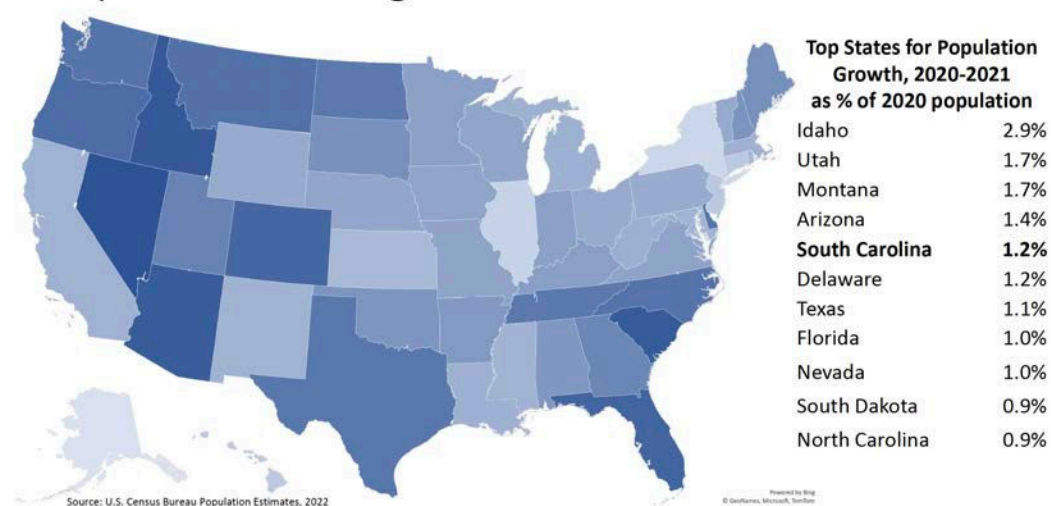 Top States for Population
Growth, 2020-2021
as % of 2020 population
Idaho 2.9%
Utah 1.7%
Montana 1.7%
Arizona 1.4%
South Carolina 1.2%
Delaware 1.2%
Texas 1.1%
Florida 1.0%
Nevada 1.0%
South Dakota 0.9%
North Carolina 0.9%
Source: U.S. Census Bureau Population Estimates, 2022
Powered by Bing
© GeoNames, Microsoft, TomTom